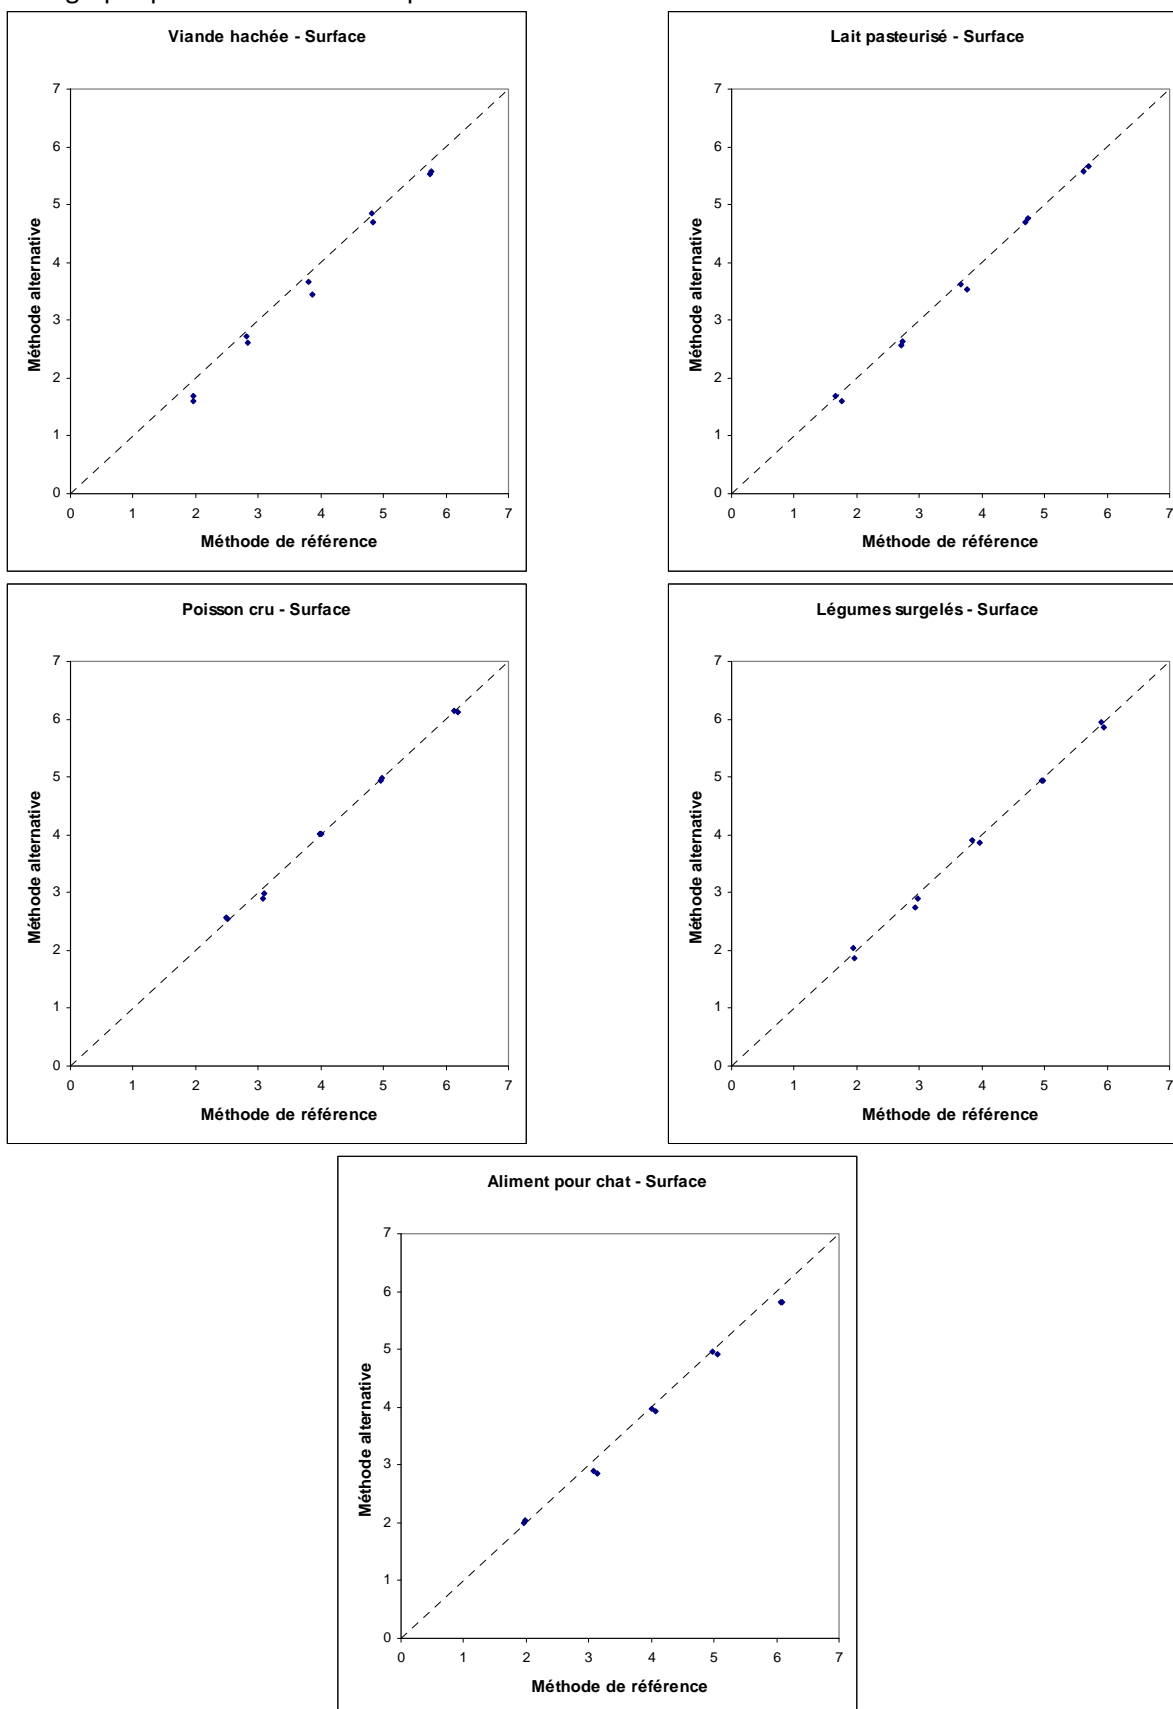 Viande hachée - Surface
7
6
5
4
3
2
1
0
0 1 2 3 4 5 6 7
Méthode alternative
Méthode de référence
Lait pasteurisé - Surface
7
6
5
4
3
2
1
0
0 1 2 3 4 5 6 7
Méthode alternative
Méthode de référence
Poisson cru - Surface
7
6
5
4
3
2
1
0
0 1 2 3 4 5 6 7
Méthode alternative
Méthode de référence
Légumes surgelés - Surface
7
6
5
4
3
2
1
0
0 1 2 3 4 5 6 7
Méthode alternative
Méthode de référence
Aliment pour chat - Surface
7
6
5
4
3
2
1
0
0 1 2 3 4 5 6 7
Méthode alternative
Méthode de référence